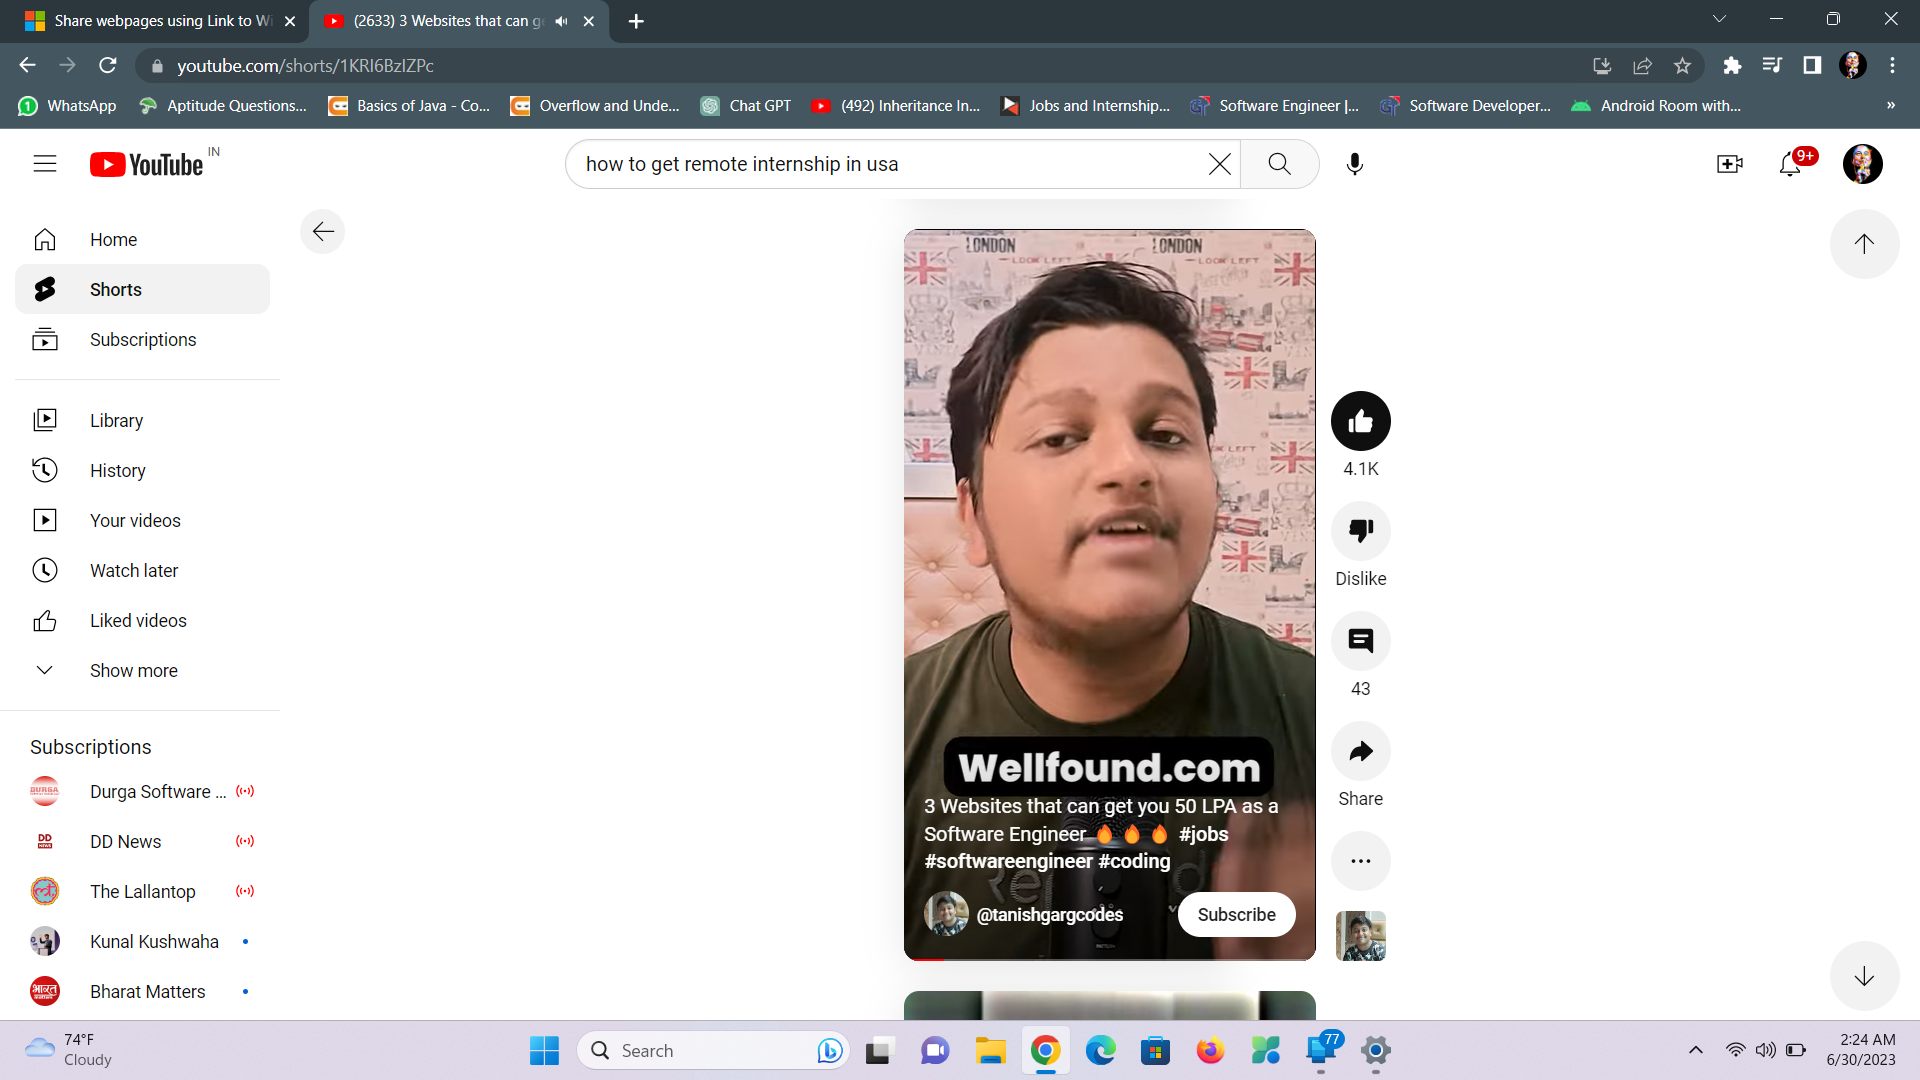 Share webpages using Link to Wi
(2633) 3 Websites that can ge
youtube.com/shorts/1KRI6BzIZPc
WhatsApp
Aptitude Questions...
Basics of Java - Co...
Overflow and Unde...
Chat GPT
(492) Inheritance In...
Jobs and Internship...
Software Engineer |...
Software Developer...
Android Room with...
»
YouTube IN
how to get remote internship in usa
9+
Home
Shorts
Subscriptions
Library
History
Your videos
Watch later
Liked videos
Show more
Subscriptions
Durga Software ...
DD News
The Lallantop
Kunal Kushwaha
Bharat Matters
LONDON LONDON
LOOK LEFT
Wellfound.com
3 Websites that can get you 50 LPA as a
Software Engineer 🔥 🔥 🔥 #jobs
#softwareengineer #coding
@tanishgargcodes
Subscribe
4.1K
Dislike
43
Share
74°F
Cloudy
Search
77
2:24 AM
6/30/2023